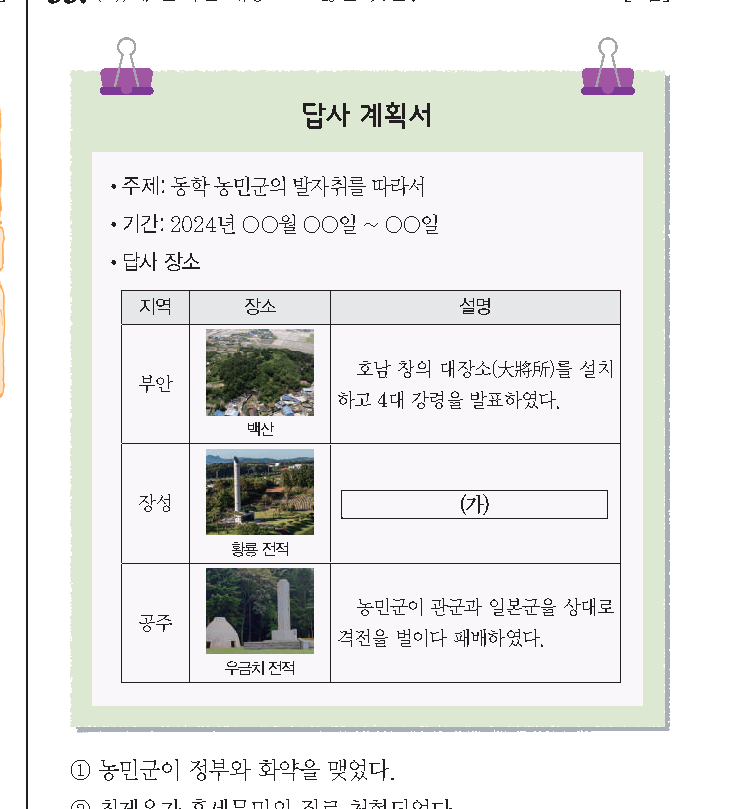 답사 계획서
• 주제: 동학 농민군의 발자취를 따라서
• 기간: 2024년 ○○월 ○○일 ~ ○○일
• 답사 장소
지역 장소 설명
부안
백산
호남 창의 대장소(大將所)를 설치
하고 4대 강령을 발표하였다.
장성
황룡 전적
(가)
공주
우금치 전적
농민군이 관군과 일본군을 상대로
격전을 벌이다 패배하였다.
① 농민군이 정부와 화약을 맺었다.